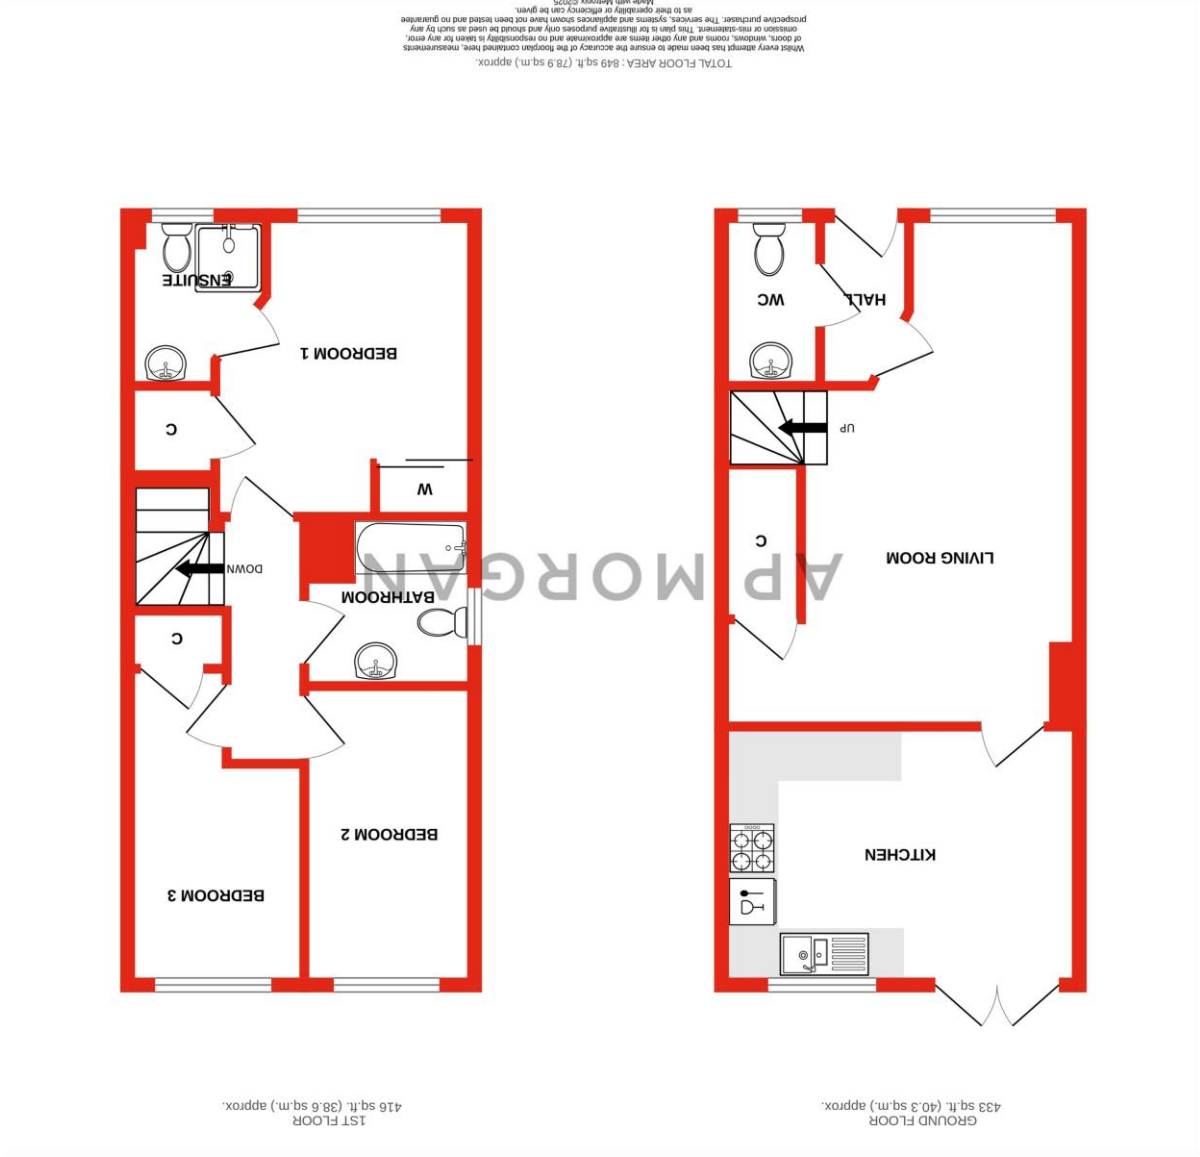 GROUND FLOOR
433 sq.ft. (40.3 sq.m.) approx.
1ST FLOOR
416 sq.ft. (38.6 sq.m.) approx.
KITCHEN
LIVING ROOM
C
UP
HALL
WC
BEDROOM 2
BEDROOM 3
C
BATHROOM
DOWN
W
C
BEDROOM 1
ENSUITE
AP MORGAN
TOTAL FLOOR AREA : 849 sq.ft. (78.9 sq.m.) approx.
Whilst every attempt has been made to ensure the accuracy of the floorplan contained here, measurements
of doors, windows, rooms and any other items are approximate and no responsibility is taken for any error,
omission or mis-statement. This plan is for illustrative purposes only and should be used as such by any
prospective purchaser. The services, systems and appliances shown have not been tested and no guarantee
as to their operability or efficiency can be given.
Made with Metropix ©2025